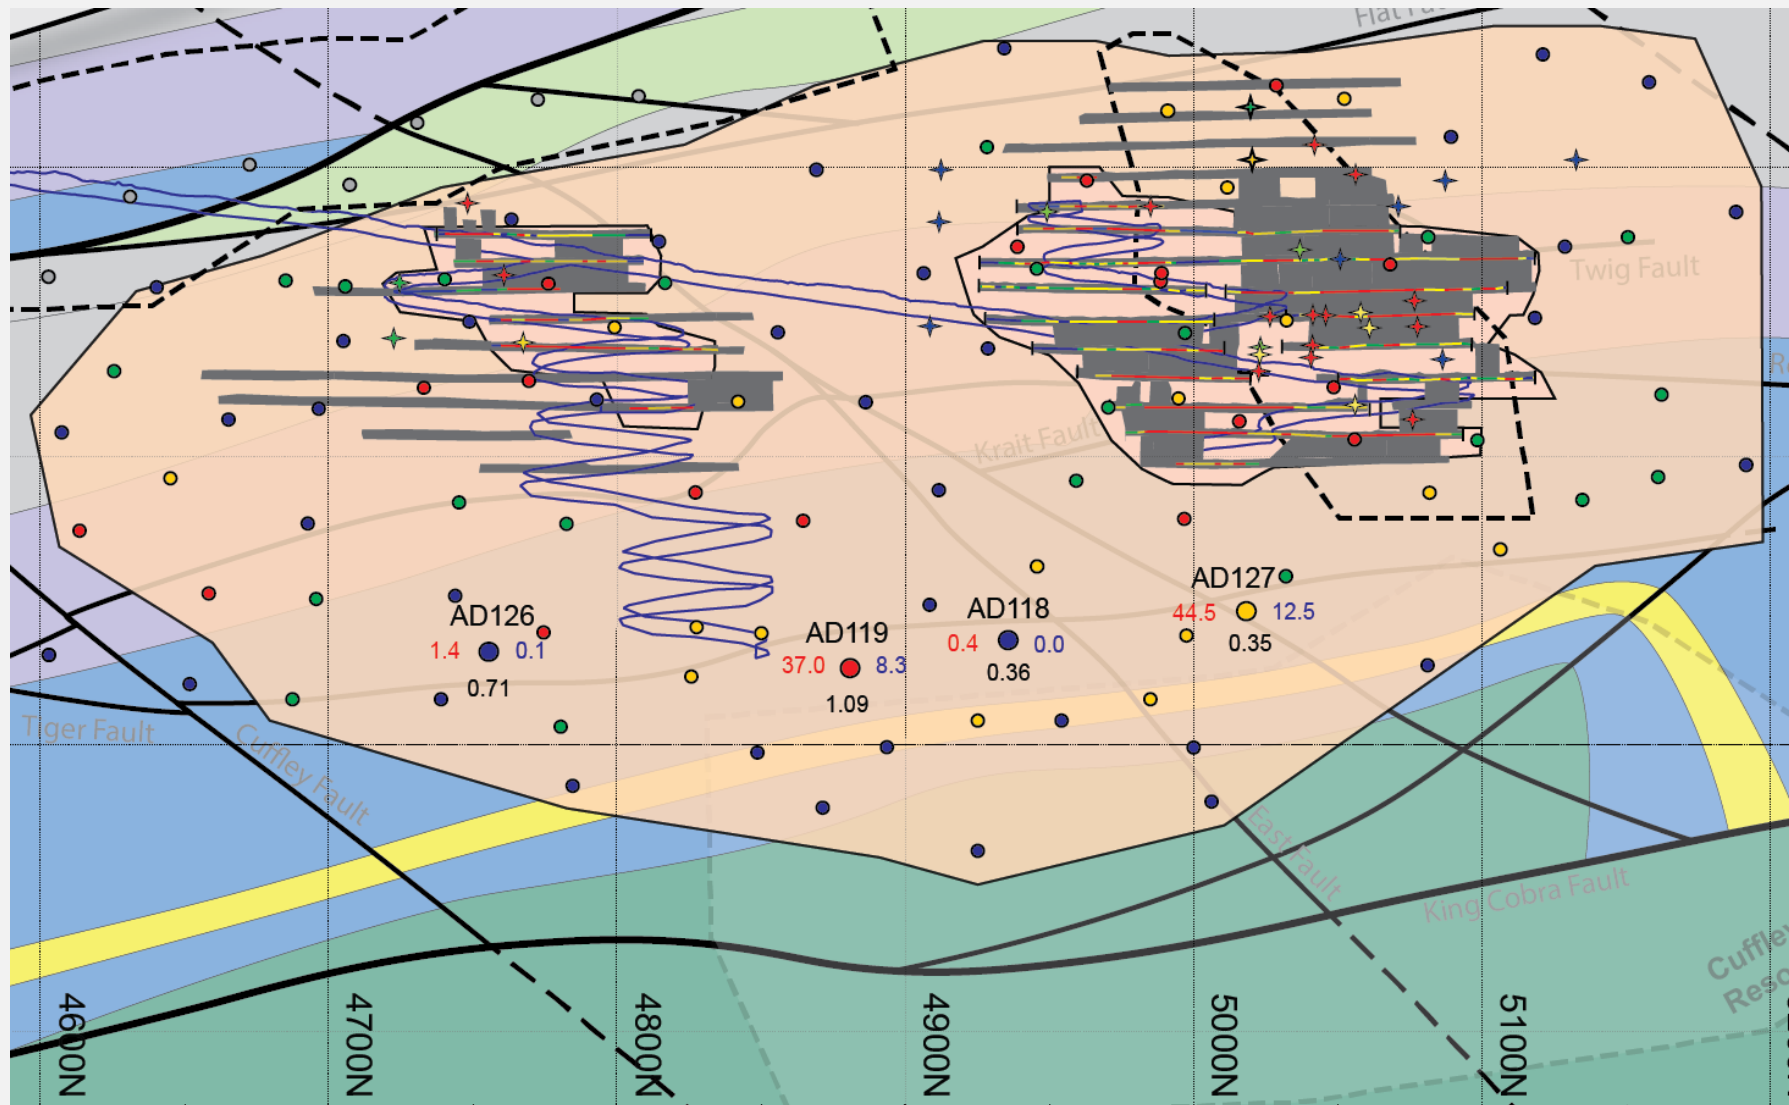 Twig Fault
Krait Fault
AD127
44.5 12.5
0.35
AD118
0.4 0.0
0.36
AD126
1.4 0.1
0.71
AD119
37.0 8.3
1.09
Tiger Fault
Cuffley Fault
East Fault
King Cobra Fault
4600N
4700N
4800N
4900N
5000N
5100N